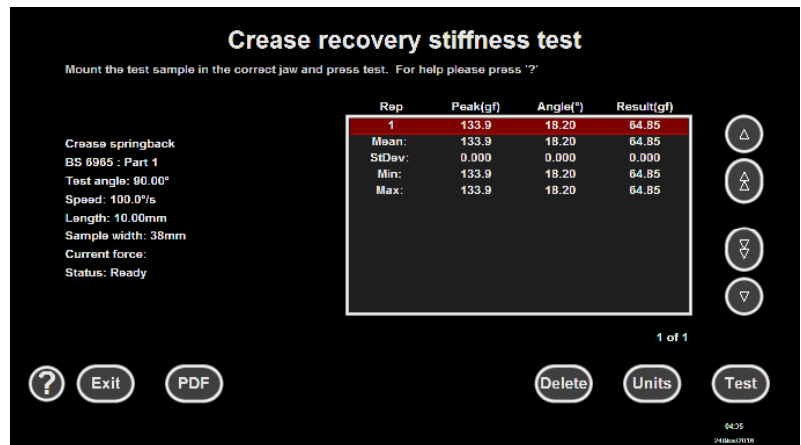 Crease recovery stiffness test
Mount the test sample in the correct jaw and press test. For help please press '?'
Rep Peak(gf) Angle(°) Result(gf)
1 133.9 18.20 64.85
Mean: 133.9 18.20 64.85
StDev: 0.000 0.000 0.000
Min: 133.9 18.20 64.85
Max: 133.9 18.20 64.85
Crease springback
BS 6965 : Part 1
Test angle: 90.00°
Speed: 100.0°/s
Length: 10.00mm
Sample width: 38mm
Current force:
Status: Ready
1 of 1
? Exit PDF Delete Units Test
04:35
24Nov2016